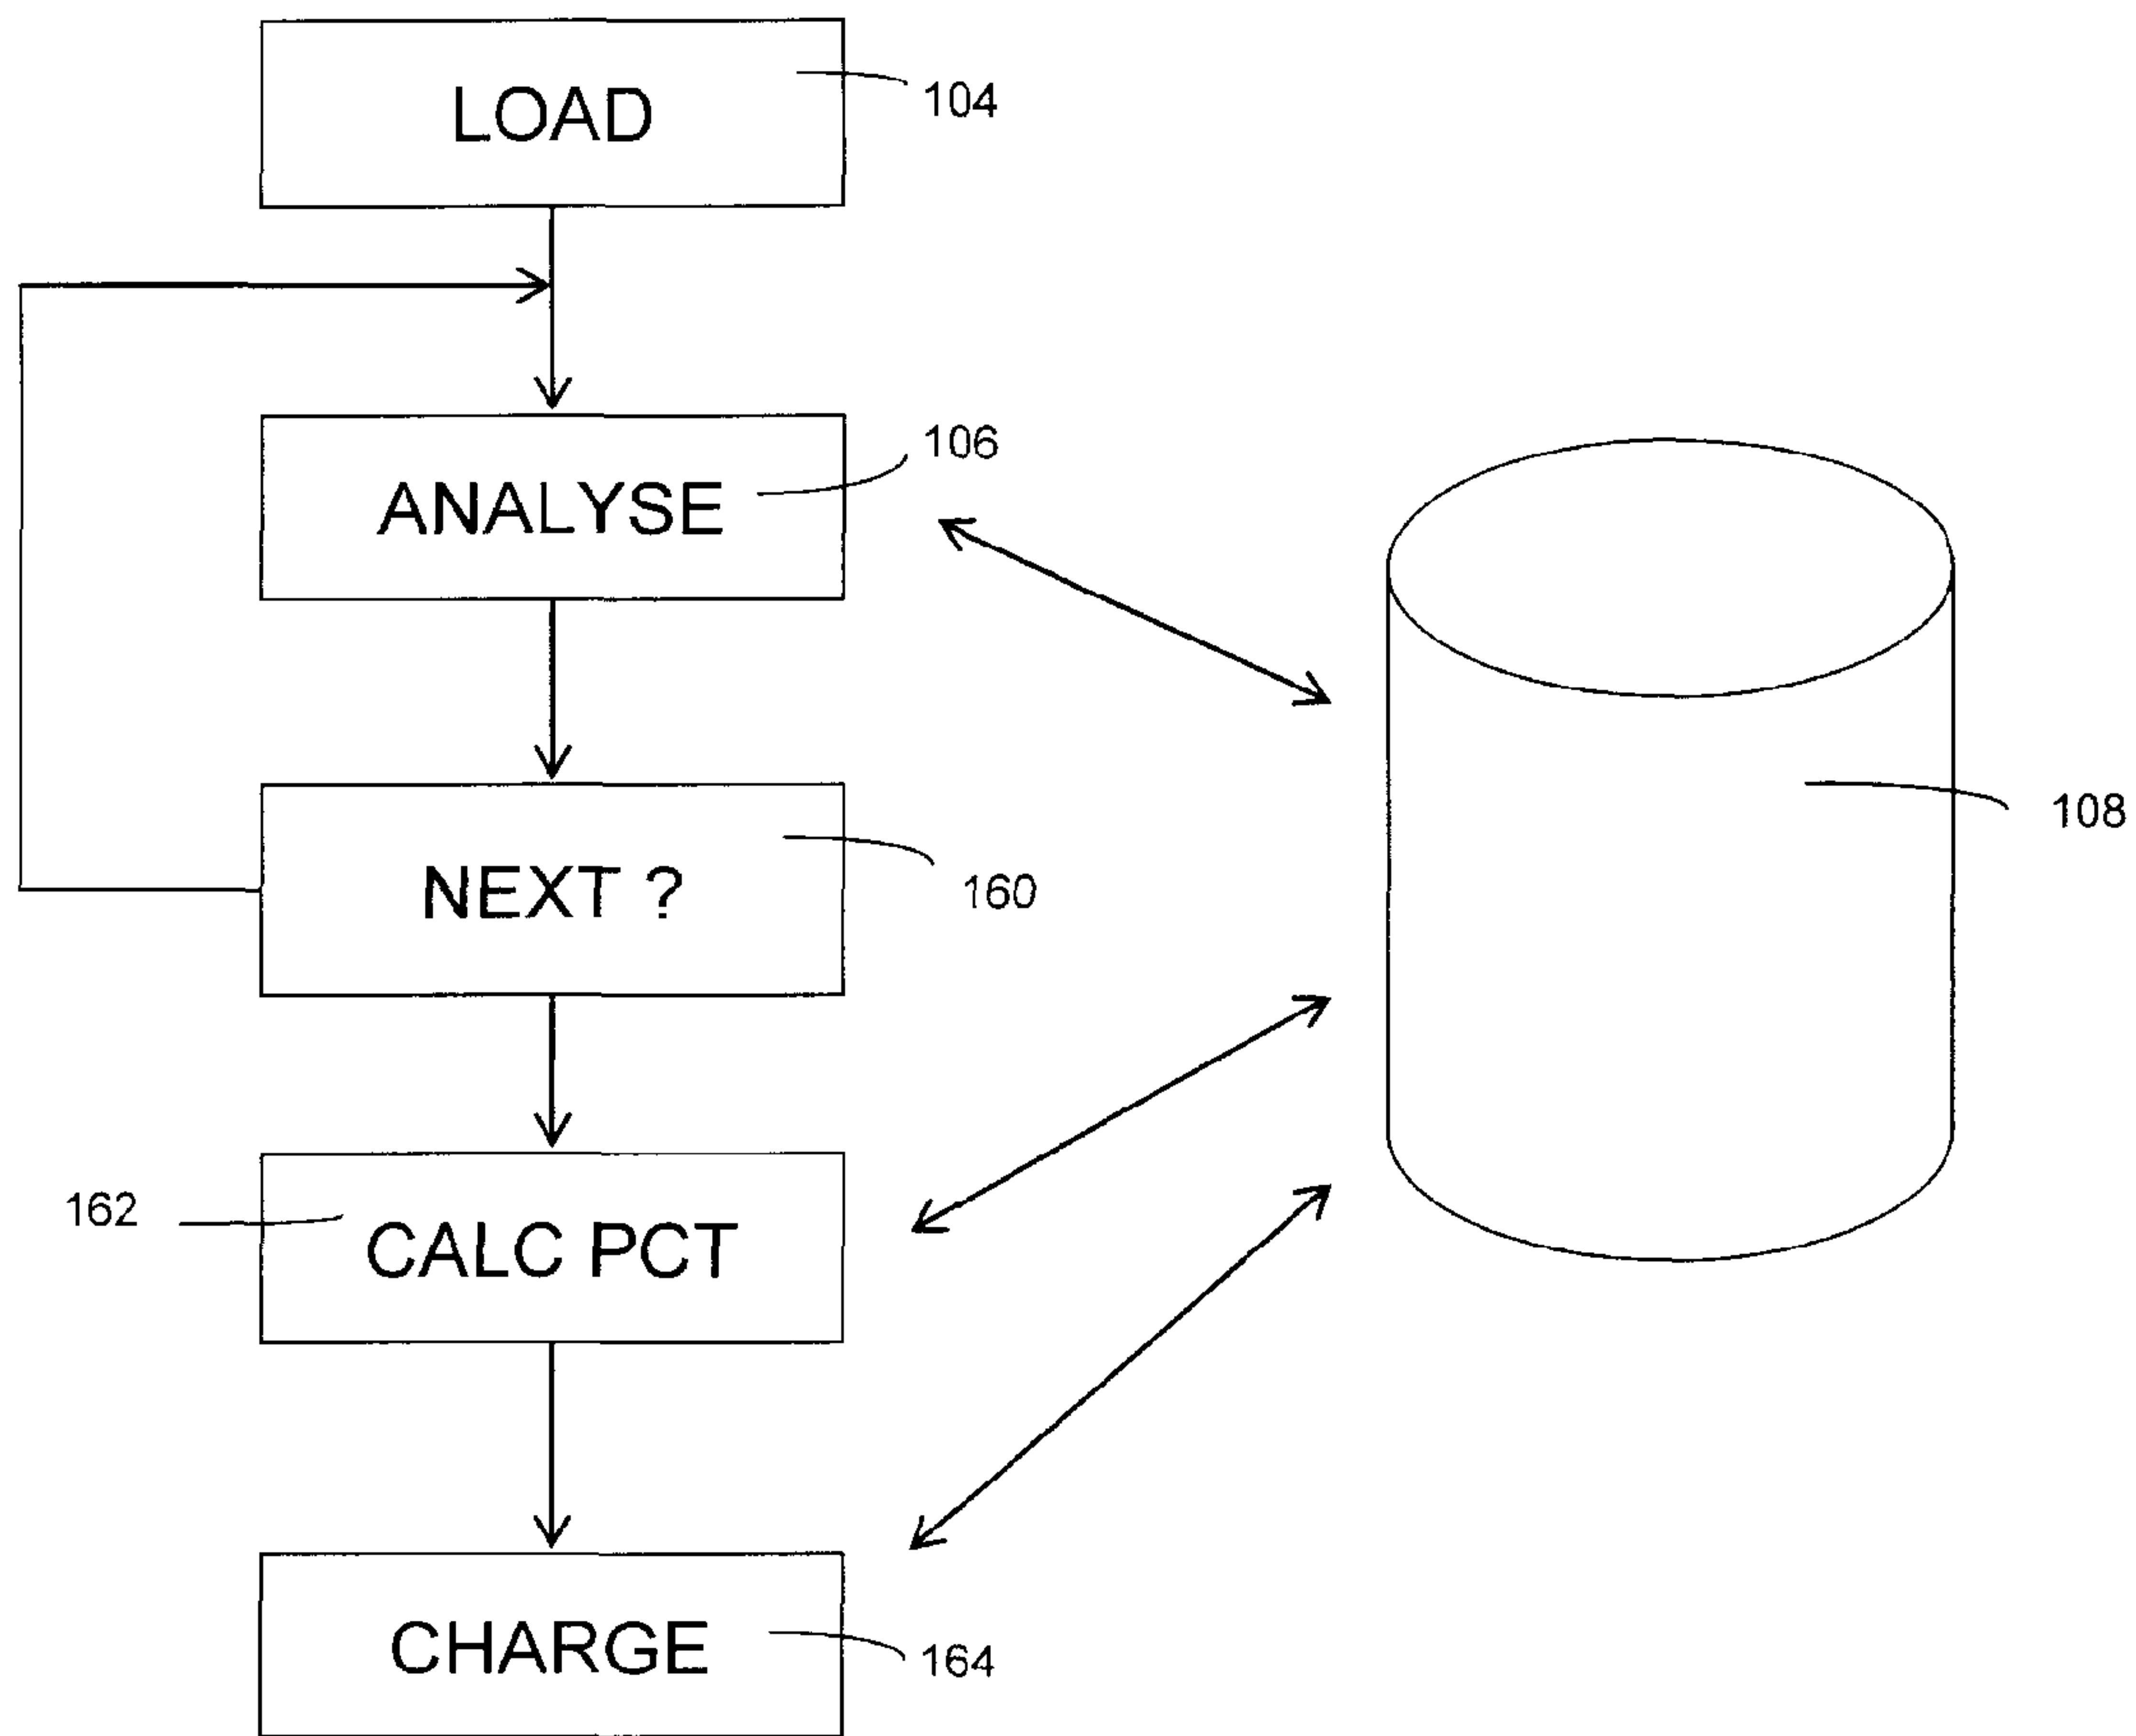 LOAD
104
ANALYSE
106
108
NEXT ?
160
162
CALC PCT
CHARGE
164